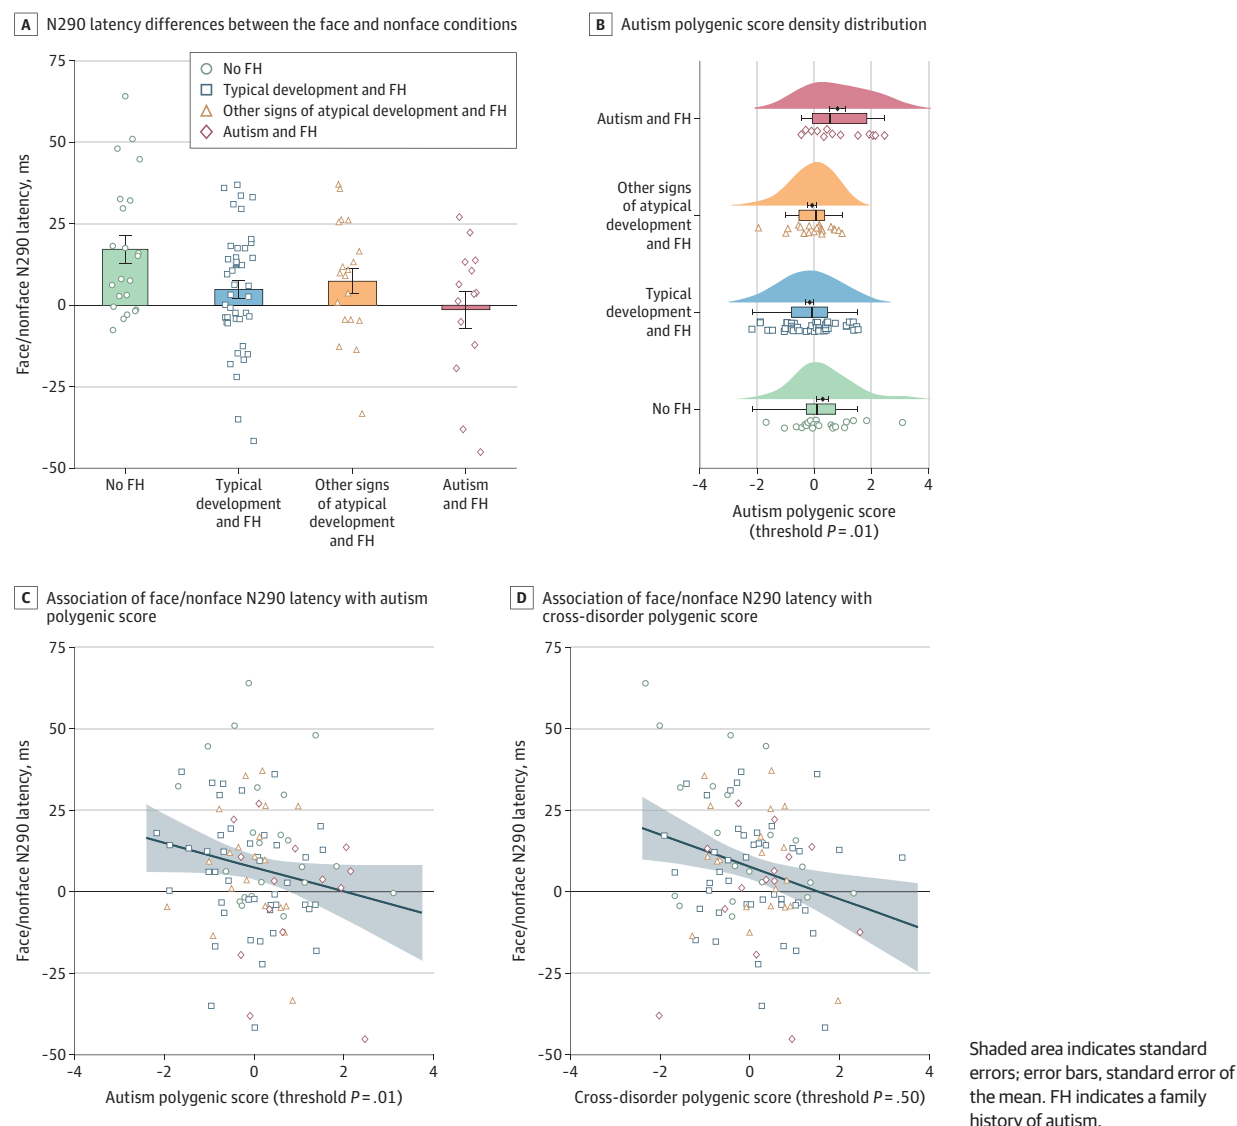 A N290 latency differences between the face and nonface conditions
75
50
25
0
-25
-50
Face/nonface N290 latency, ms
No FH
Typical development and FH
Other signs of atypical development and FH
Autism and FH
No FH
Typical
development
and FH
Other signs
of atypical
development
and FH
Autism
and FH
B Autism polygenic score density distribution
Autism and FH
Other signs
of atypical
development
and FH
Typical
development
and FH
No FH
-4 -2 0 2 4
Autism polygenic score
(threshold P = .01)
C Association of face/nonface N290 latency with autism
polygenic score
75
50
25
0
-25
-50
Face/nonface N290 latency, ms
-4 -2 0 2 4
Autism polygenic score (threshold P = .01)
D Association of face/nonface N290 latency with
cross-disorder polygenic score
75
50
25
0
-25
-50
Face/nonface N290 latency, ms
-4 -2 0 2 4
Cross-disorder polygenic score (threshold P = .50)
Shaded area indicates standard
errors; error bars, standard error of
the mean. FH indicates a family
history of autism.